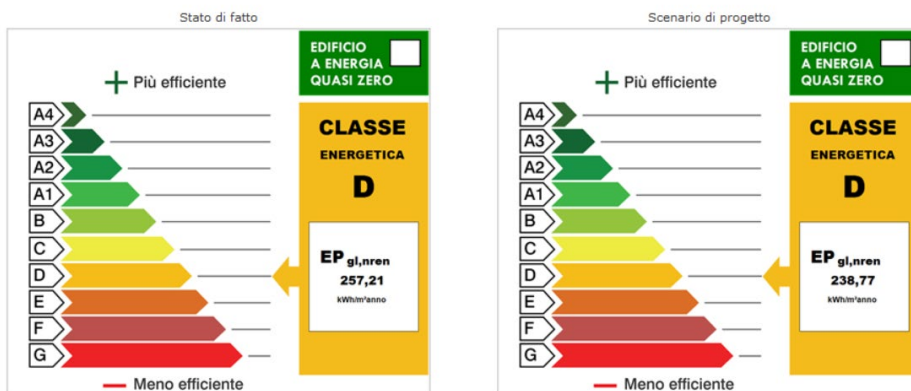 Stato di fatto
EDIFICIO
A ENERGIA
QUASI ZERO
+ Più efficiente
A4
A3
A2
A1
B
C
D
E
F
G
CLASSE
ENERGETICA
D
EP gl,nren
257,21
kWh/m²anno
— Meno efficiente
Scenario di progetto
EDIFICIO
A ENERGIA
QUASI ZERO
+ Più efficiente
A4
A3
A2
A1
B
C
D
E
F
G
CLASSE
ENERGETICA
D
EP gl,nren
238,77
kWh/m²anno
— Meno efficiente